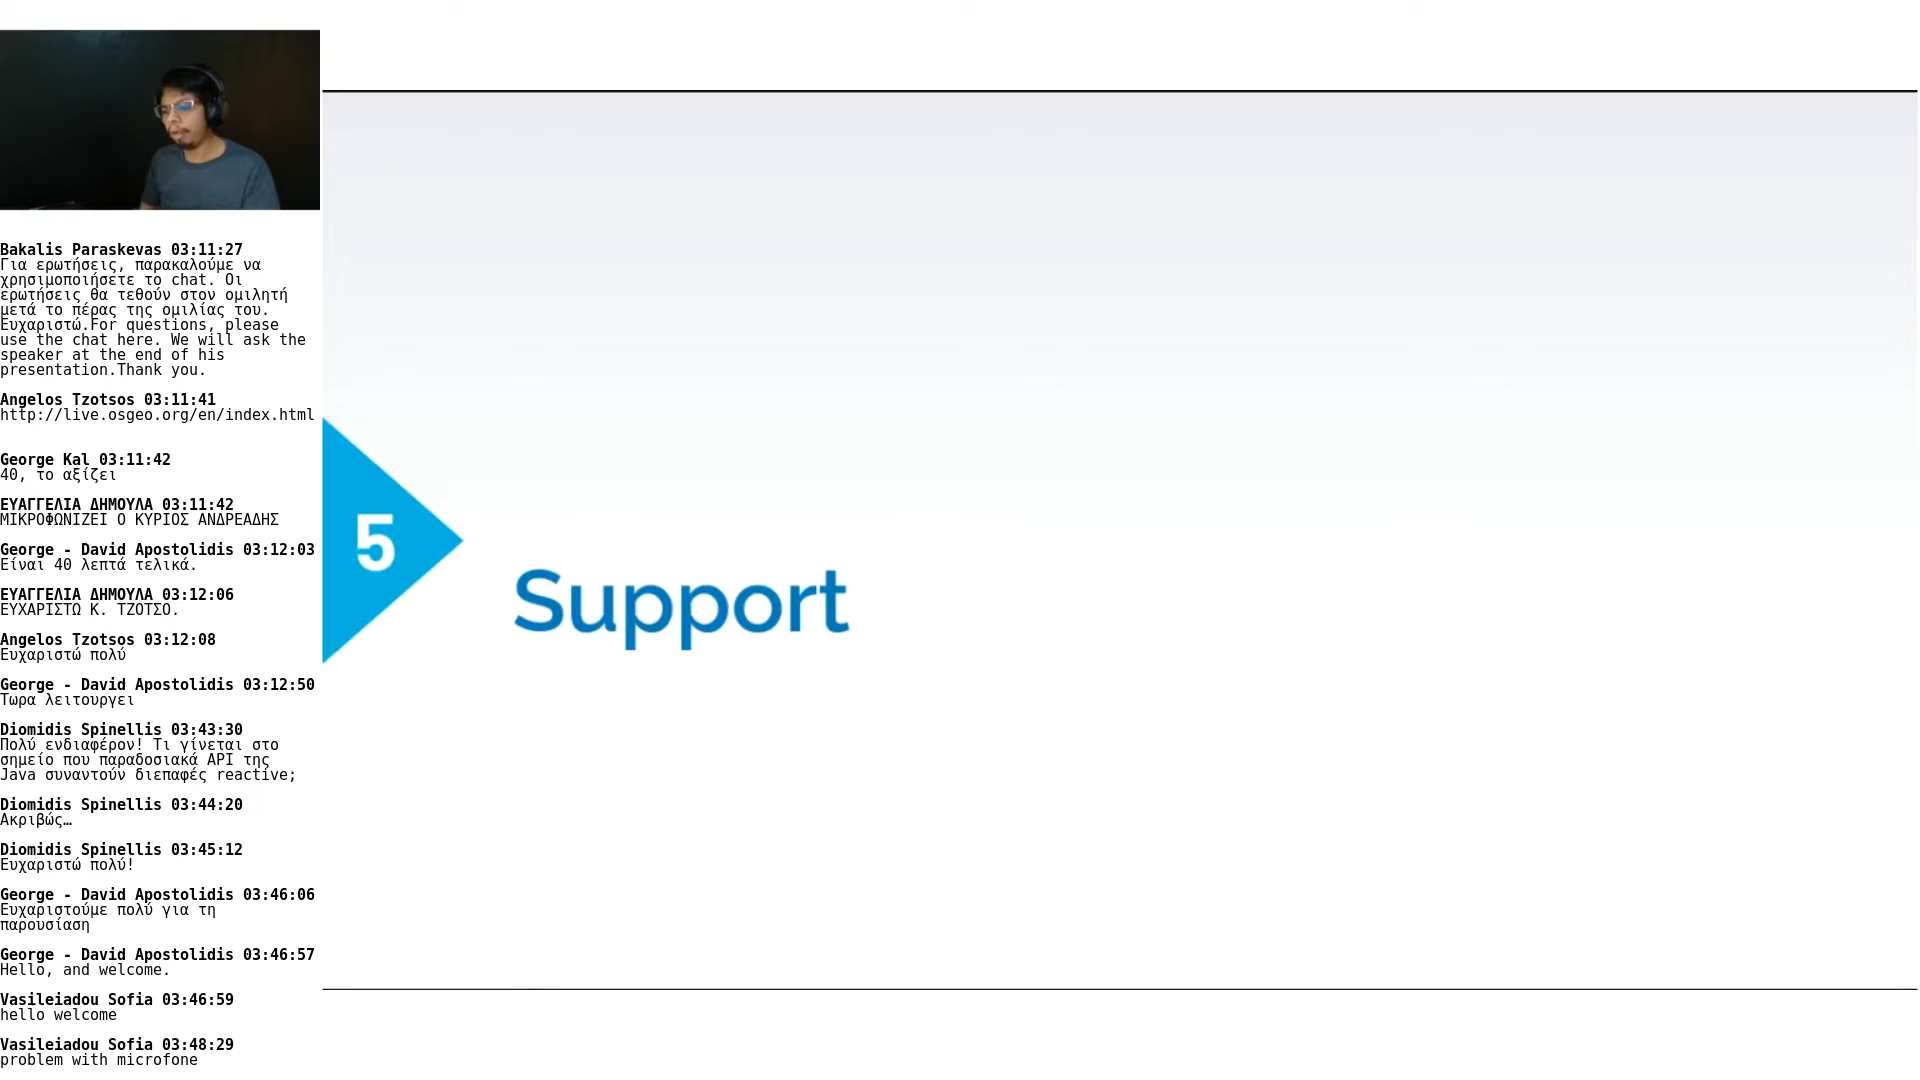 Bakalis Paraskevas 03:11:27
Για ερωτήσεις, παρακαλούμε να
χρησιμοποιήσετε το chat. Οι
ερωτήσεις θα τεθούν στον ομιλητή
μετά το πέρας της ομιλίας του.
Ευχαριστώ.For questions, please
use the chat here. We will ask the
speaker at the end of his
presentation.Thank you.
Angelos Tzotsos 03:11:41
http://live.osgeo.org/en/index.html
George Kal 03:11:42
40, το αξίζει
ΕΥΑΓΓΕΛΙΑ ΔΗΜΟΥΛΑ 03:11:42
ΜΙΚΡΟΦΩΝΙΖΕΙ Ο ΚΥΡΙΟΣ ΑΝΔΡΕΑΔΗΣ
George - David Apostolidis 03:12:03
Είναι 40 λεπτά τελικά.
ΕΥΑΓΓΕΛΙΑ ΔΗΜΟΥΛΑ 03:12:06
ΕΥΧΑΡΙΣΤΩ Κ. ΤΖΟΤΣΟ.
Angelos Tzotsos 03:12:08
Ευχαριστώ πολύ
George - David Apostolidis 03:12:50
Τωρα λειτουργει
Diomidis Spinellis 03:43:30
Πολύ ενδιαφέρον! Τι γίνεται στο
σημείο που παραδοσιακά API της
Java συναντούν διεπαφές reactive;
Diomidis Spinellis 03:44:20
Ακριβώς…
Diomidis Spinellis 03:45:12
Ευχαριστώ πολύ!
George - David Apostolidis 03:46:06
Ευχαριστούμε πολύ για τη
παρουσίαση
George - David Apostolidis 03:46:57
Hello, and welcome.
Vasileiadou Sofia 03:46:59
hello welcome
Vasileiadou Sofia 03:48:29
problem with microfone
5
Support